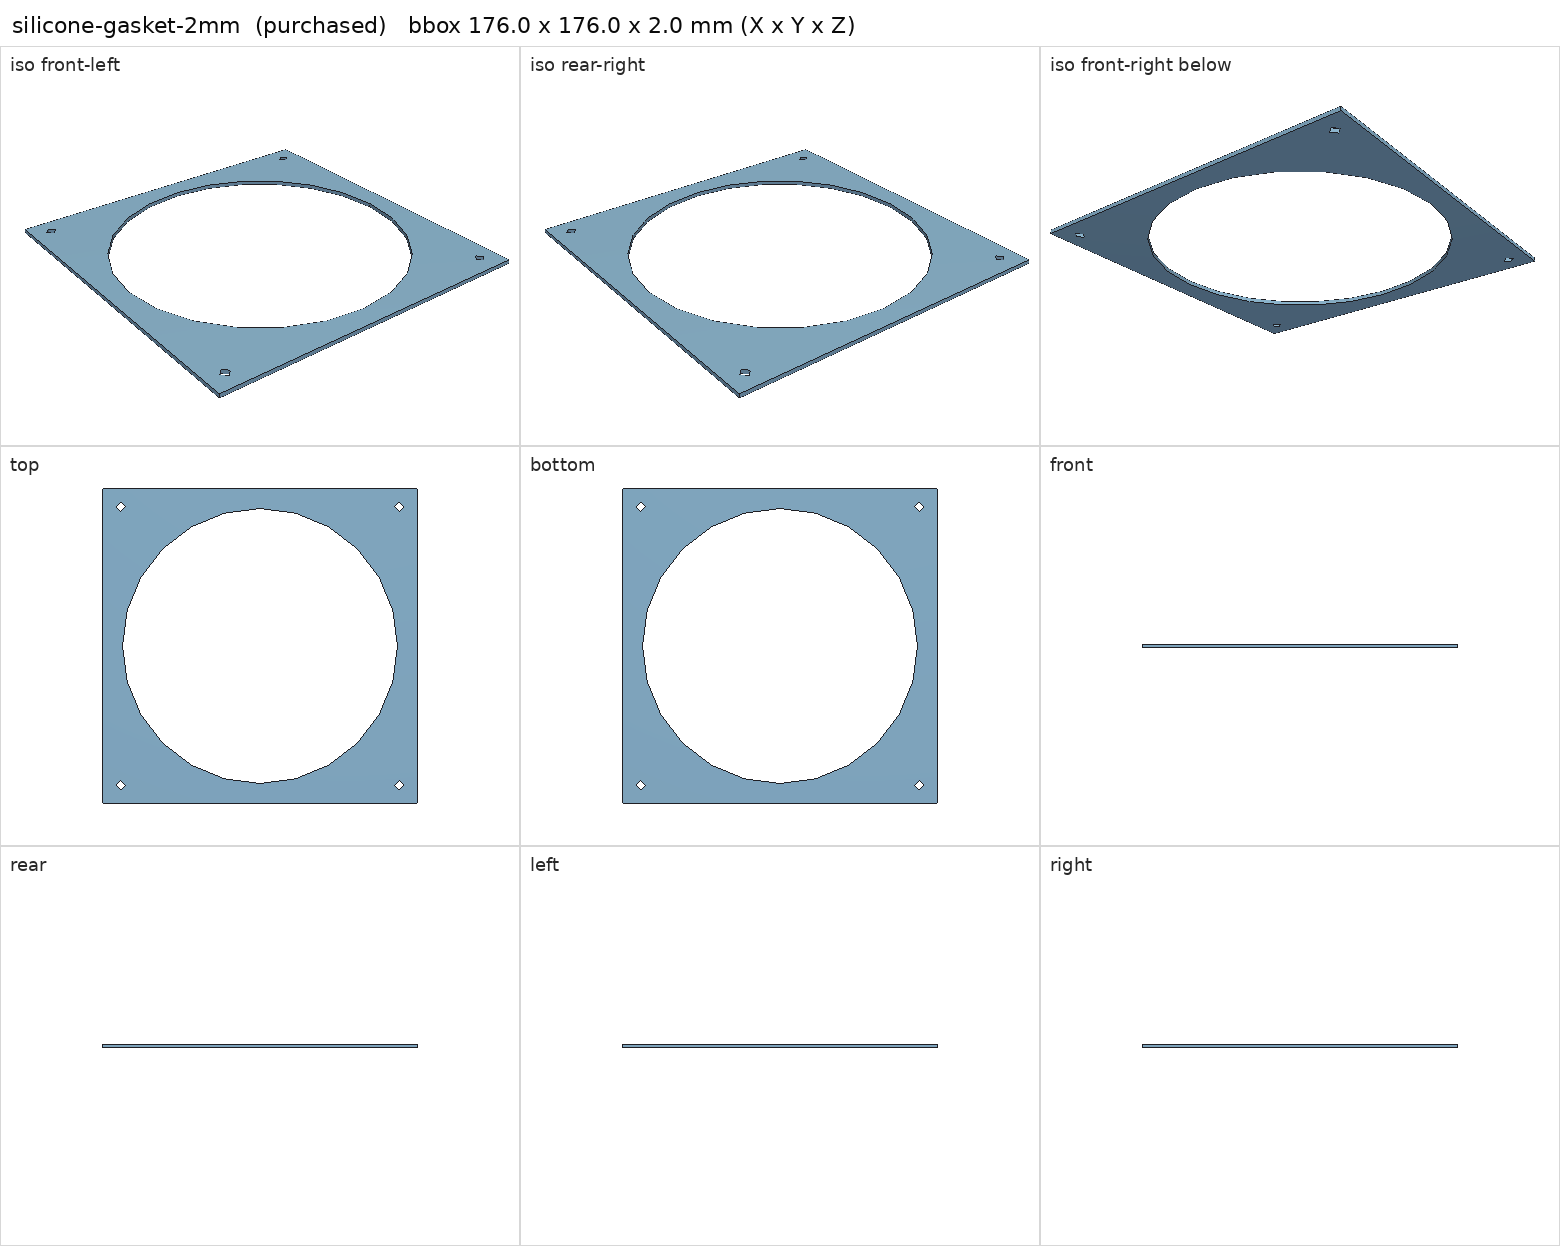 silicone-gasket-2mm  (purchased)   bbox 176.0 x 176.0 x 2.0 mm (X x Y x Z)
iso front-left
iso rear-right
iso front-right below
top
bottom
front
rear
left
right